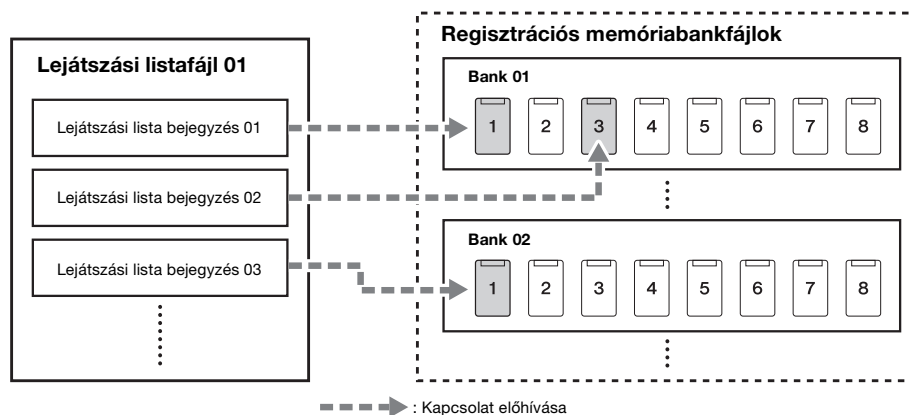 Lejátszási listafájl 01
Lejátszási lista bejegyzés 01
Lejátszási lista bejegyzés 02
Lejátszási lista bejegyzés 03
Regisztrációs memóriabankfájlok
Bank 01
1 2 3 4 5 6 7 8
Bank 02
1 2 3 4 5 6 7 8
: Kapcsolat előhívása